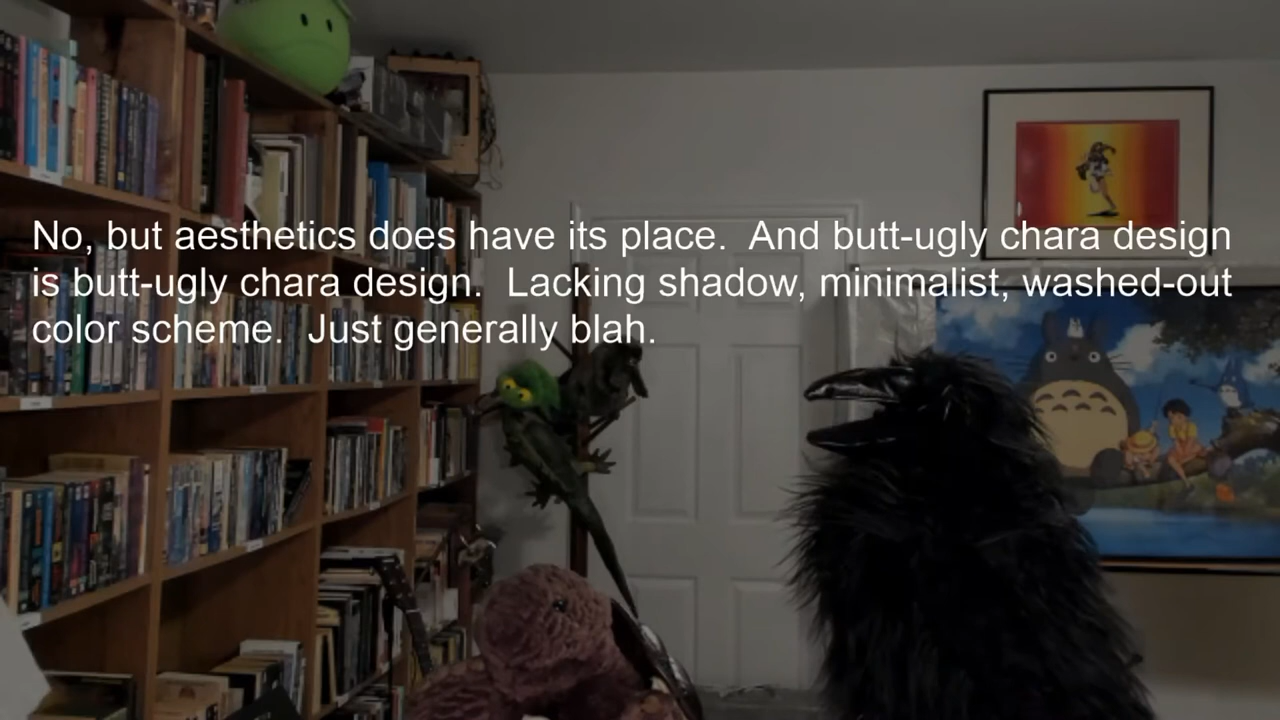 No, but aesthetics does have its place.  And butt-ugly chara design
is butt-ugly chara design.  Lacking shadow, minimalist, washed-out
color scheme.  Just generally blah.